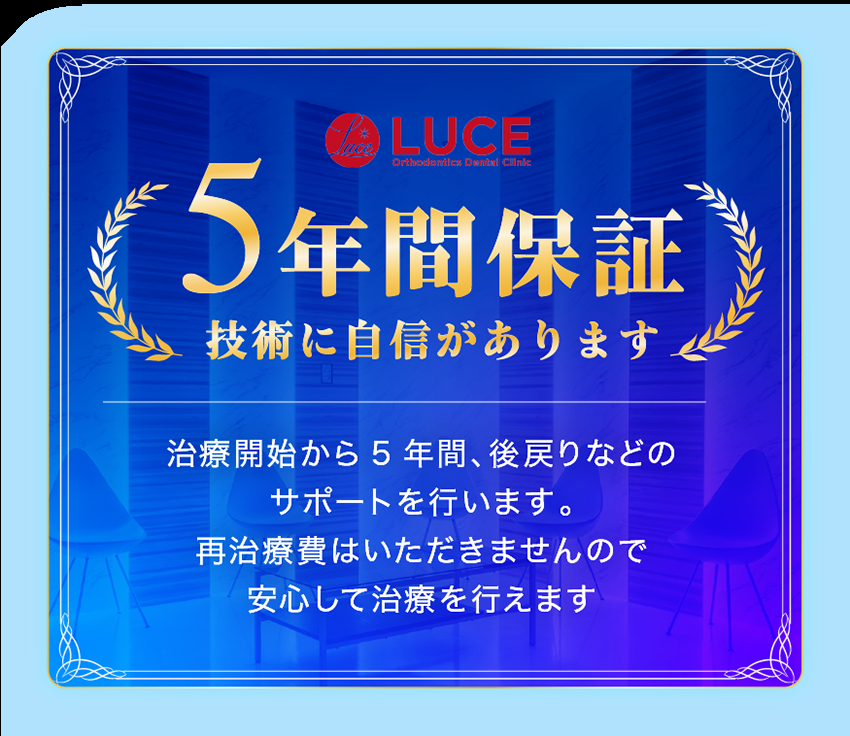 Luce
LUCE
Orthodontics Dental Clinic
5年間保証
技術に自信があります
治療開始から5年間、後戻りなどの
サポートを行います。
再治療費はいただきませんので
安心して治療を行えます